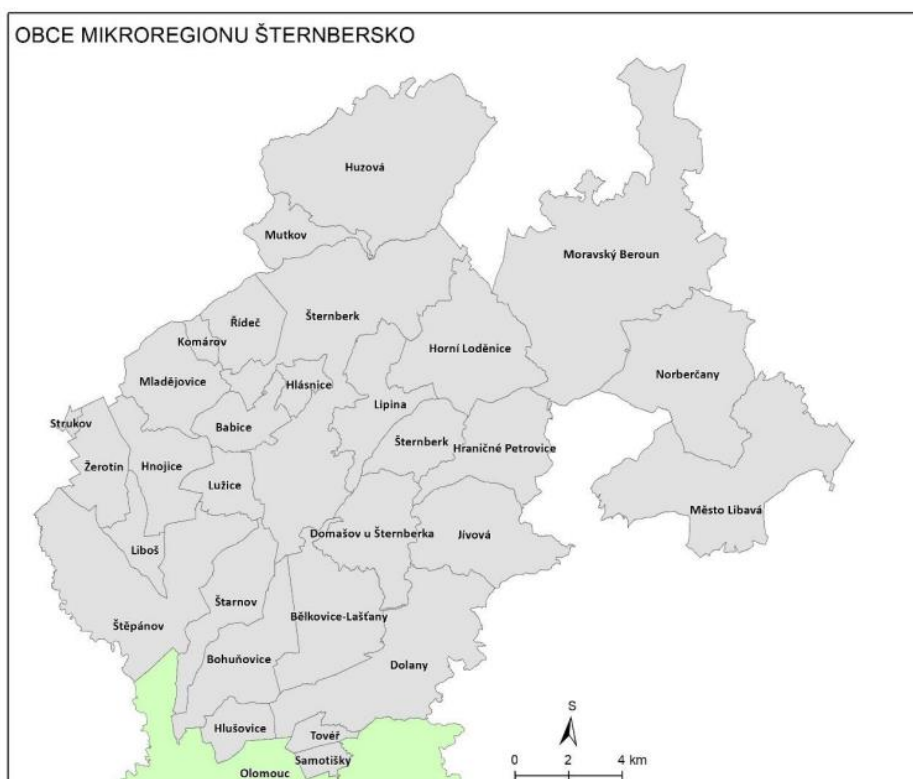 OBCE MIKROREGIONU ŠTERNBERSKO
Huzová
Mutkov
Moravský Beroun
Šternberk
Řídeč
Komárov
Horní Loděnice
Mladějovice
Hlásnice
Norberčany
Lipina
Strukov
Babice
Šternberk
Hraničné Petrovice
Žerotín
Hnojice
Lužice
Město Libavá
Domašov u Šternberka
Jívová
Liboš
Štarnov
Bělkovice-Lašťany
Štěpánov
Bohuňovice
Dolany
Hlušovice
Tovéř
Samotišky
Olomouc
S
0 2 4 km